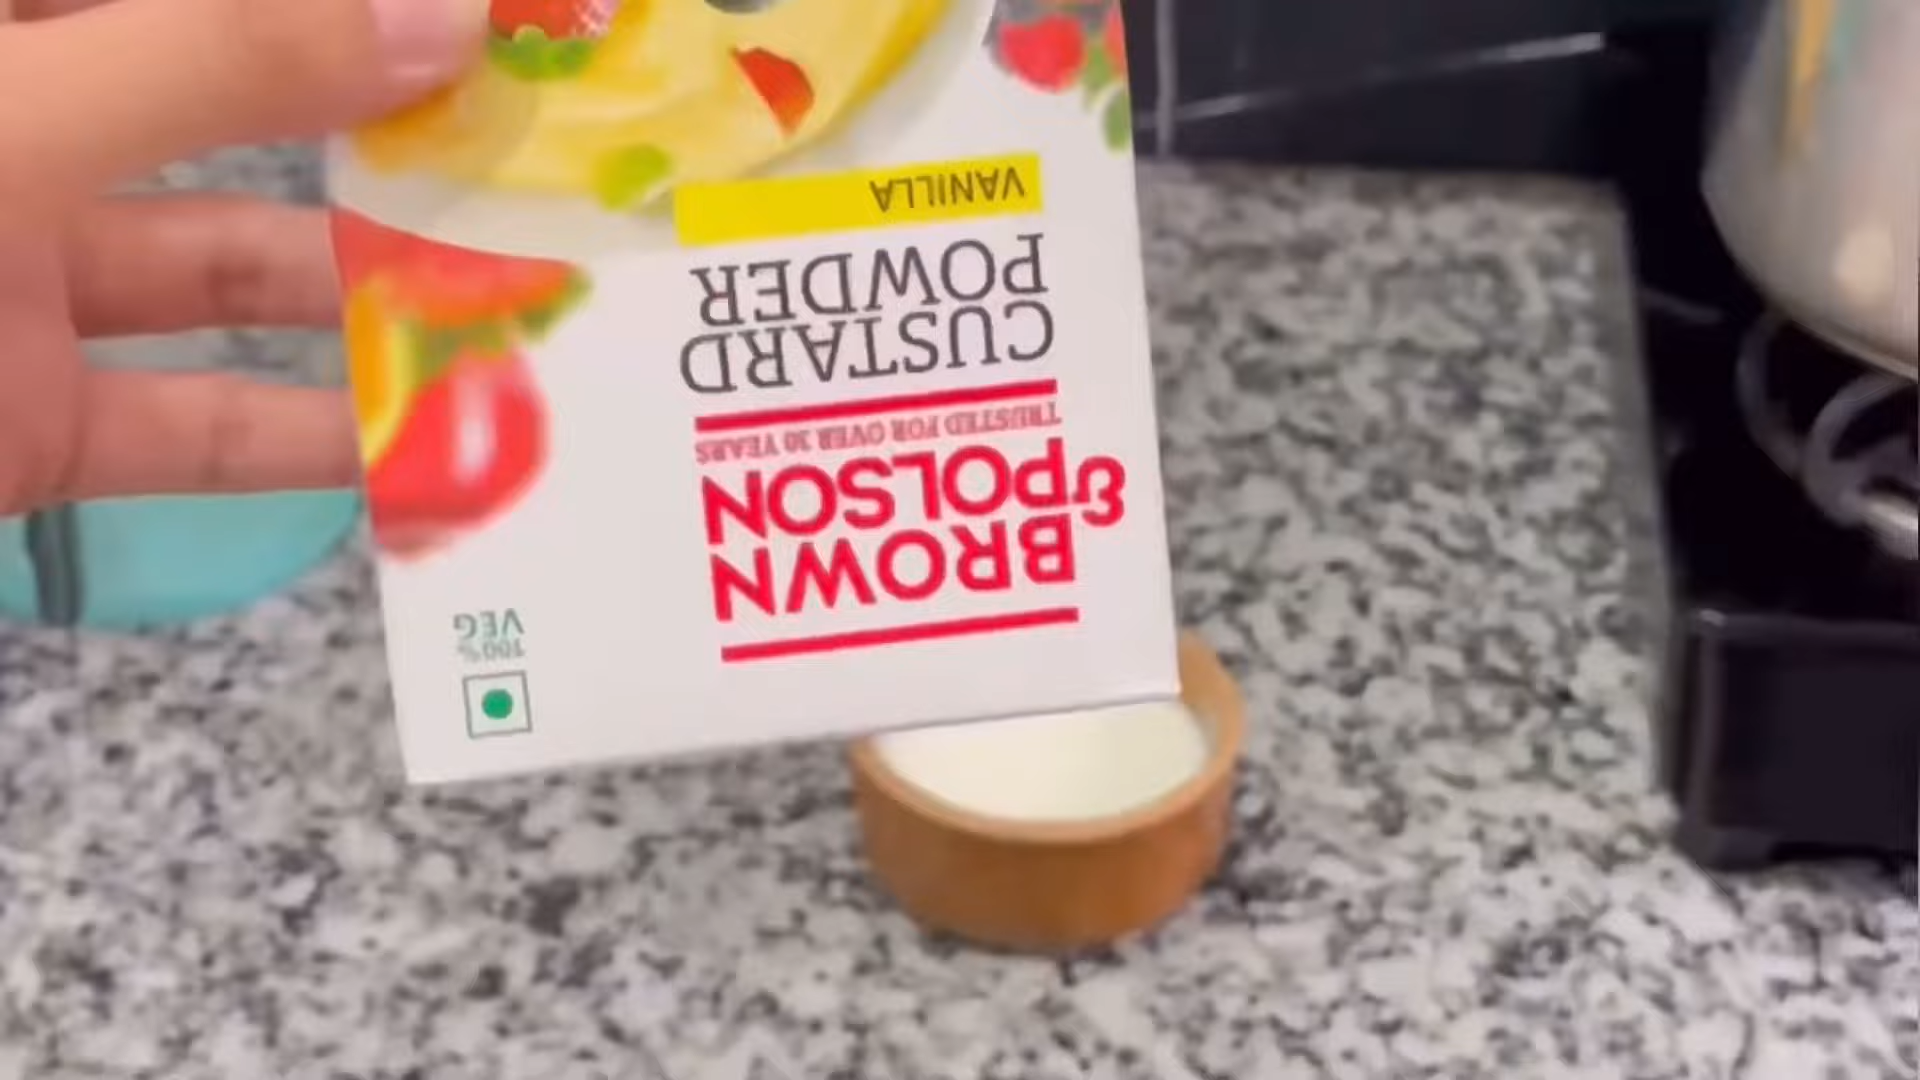 BROWN
&POLSON
TRUSTED FOR OVER 30 YEARS
CUSTARD
POWDER
VANILLA
100%
VEG